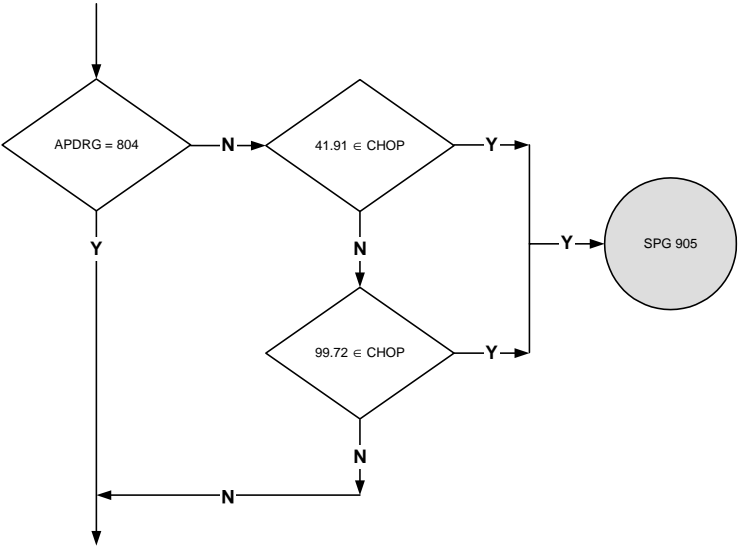 APDRG = 804
N
41.91 ∈ CHOP
Y
Y
N
Y
SPG 905
99.72 ∈ CHOP
Y
N
N